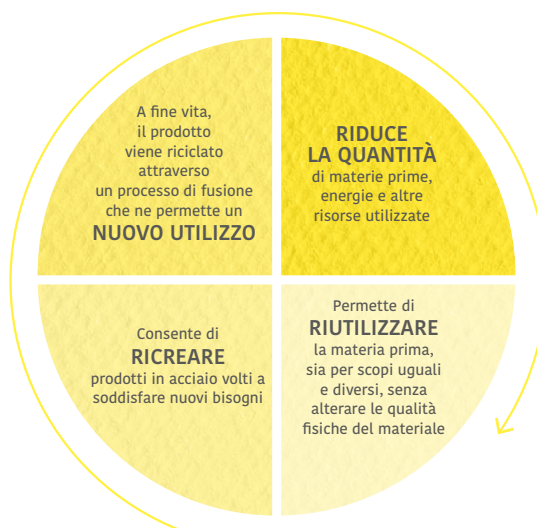 A fine vita,
il prodotto
viene riciclato
attraverso
un processo di fusione
che ne permette un
NUOVO UTILIZZO
RIDUCE
LA QUANTITÀ
di materie prime,
energie e altre
risorse utilizzate
Consente di
RICREARE
prodotti in acciaio volti a
soddisfare nuovi bisogni
Permette di
RIUTILIZZARE
la materia prima,
sia per scopi uguali
e diversi, senza
alterare le qualità
fisiche del materiale